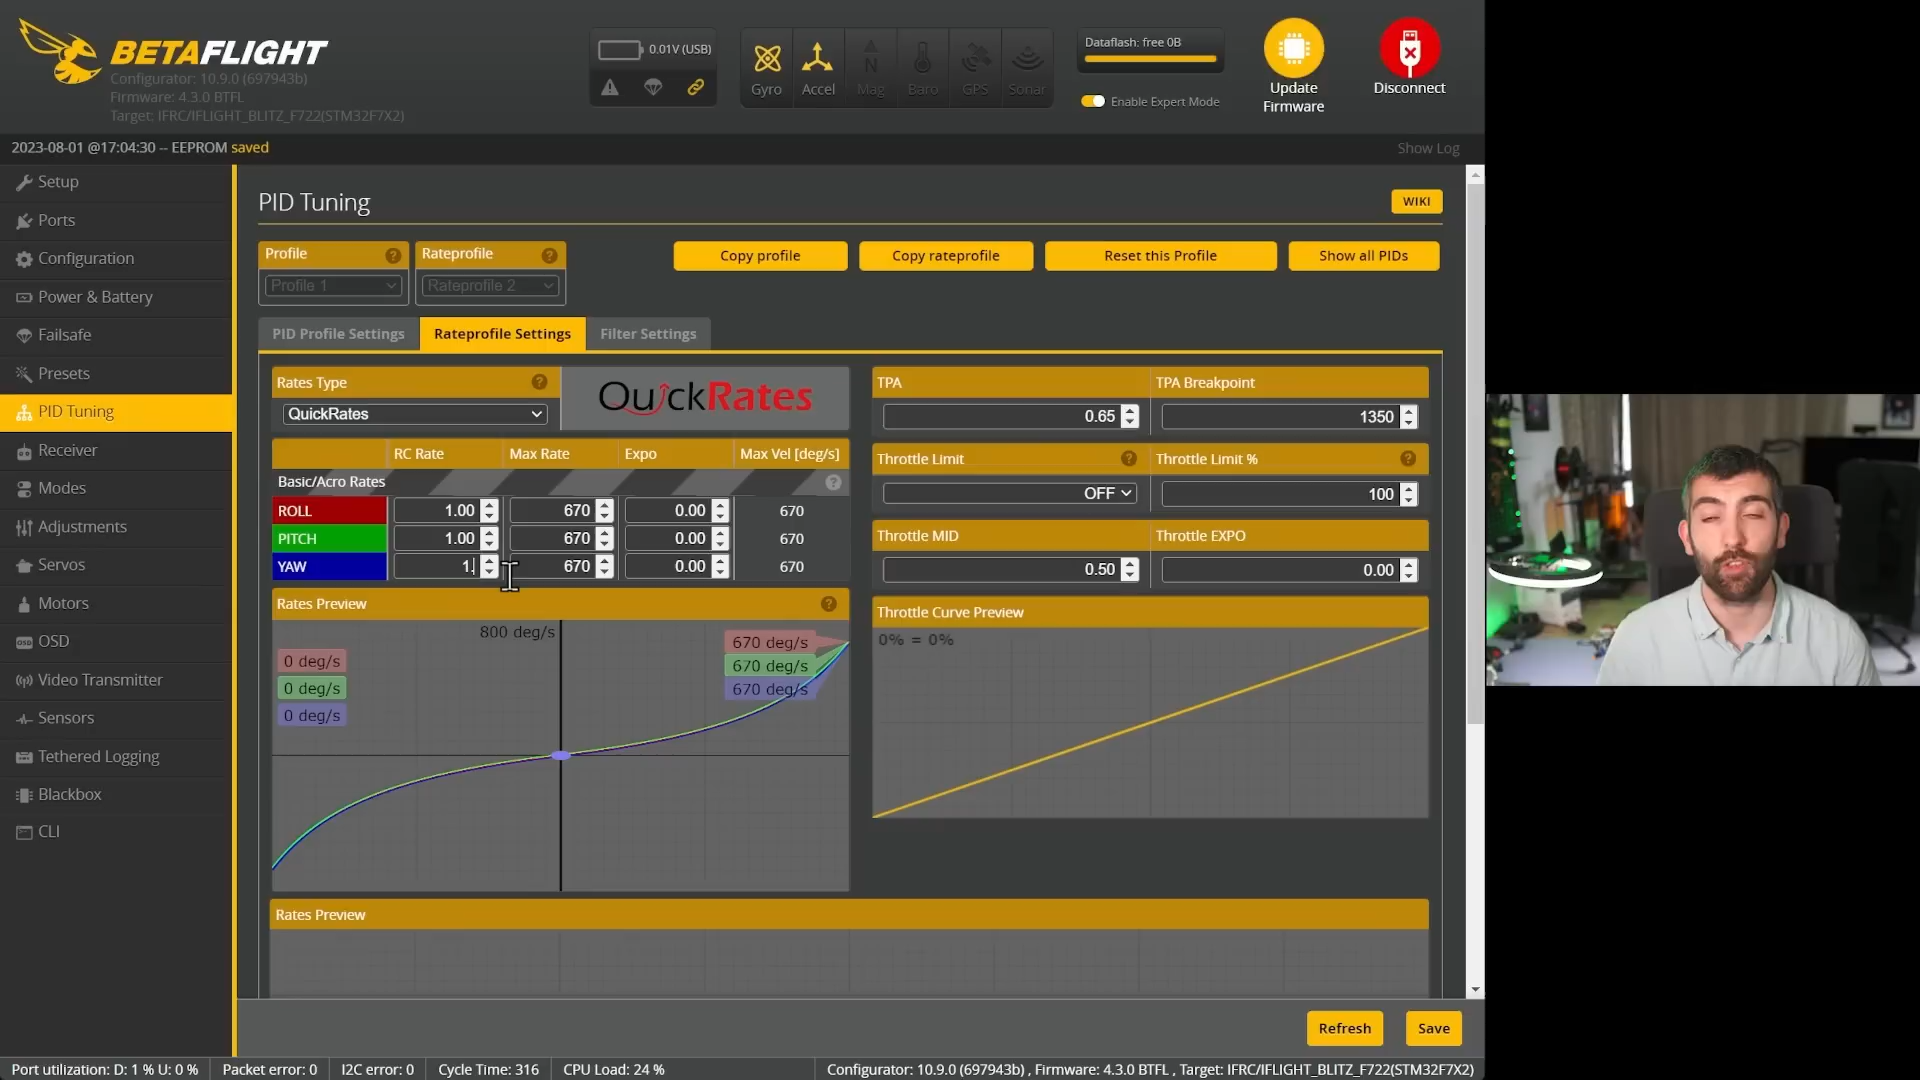 BETAFLIGHT
Configurator: 10.9.0 (697943b)
Firmware: 4.3.0 BTFL
Target: IFRC/IFLIGHT_BLITZ_F722(STM32F7X2)
0.01V (USB)
Gyro
Accel
Mag
Baro
GPS
Sonar
Dataflash: free 0B
Enable Expert Mode
Update
Firmware
Disconnect
2023-08-01 @17:04:30 -- EEPROM saved
Show Log
Setup
Ports
Configuration
Power & Battery
Failsafe
Presets
PID Tuning
Receiver
Modes
Adjustments
Servos
Motors
OSD
Video Transmitter
Sensors
Tethered Logging
Blackbox
CLI
PID Tuning
WIKI
Profile
Profile 1
Rateprofile
Rateprofile 2
Copy profile
Copy rateprofile
Reset this Profile
Show all PIDs
PID Profile Settings
Rateprofile Settings
Filter Settings
Rates Type
QuickRates
QuickRates
RC Rate Max Rate Expo Max Vel [deg/s]
Basic/Acro Rates
ROLL 1.00 670 0.00 670
PITCH 1.00 670 0.00 670
YAW 1. 670 0.00 670
Rates Preview
800 deg/s
0 deg/s
0 deg/s
0 deg/s
670 deg/s
670 deg/s
670 deg/s
TPA
0.65
TPA Breakpoint
1350
Throttle Limit
OFF
Throttle Limit %
100
Throttle MID
0.50
Throttle EXPO
0.00
Throttle Curve Preview
0% = 0%
Rates Preview
Refresh
Save
Port utilization: D: 1 % U: 0 %
Packet error: 0
I2C error: 0
Cycle Time: 316
CPU Load: 24 %
Configurator: 10.9.0 (697943b) , Firmware: 4.3.0 BTFL , Target: IFRC/IFLIGHT_BLITZ_F722(STM32F7X2)